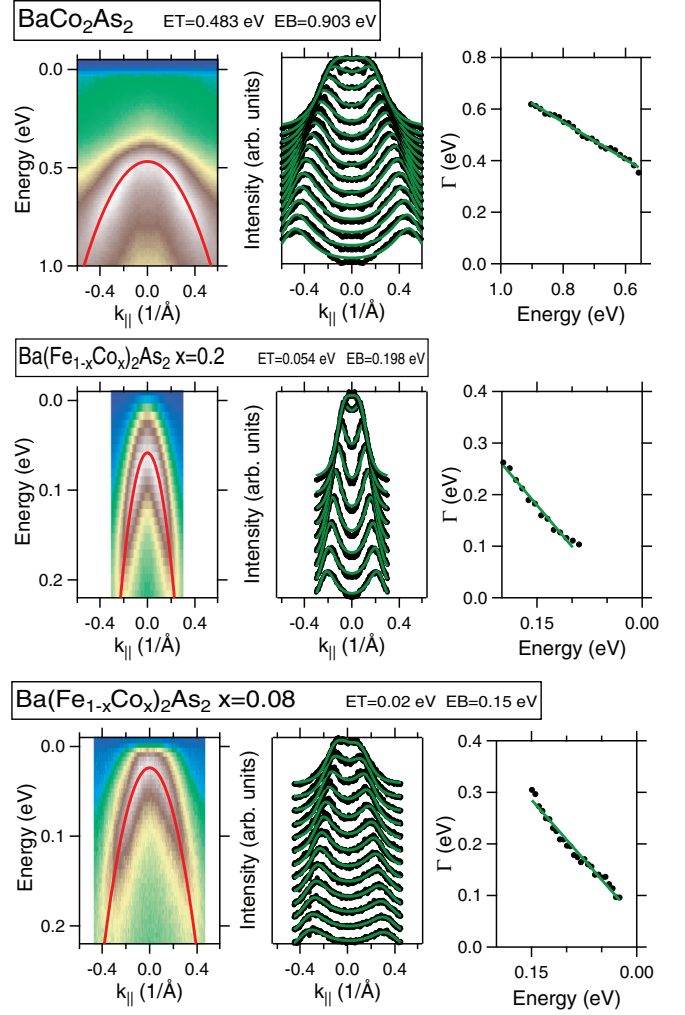 BaCo₂As₂ ET=0.483 eV EB=0.903 eV
Energy (eV)
0.0
0.5
1.0
-0.4 0.0 0.4
k|| (1/Å)
Intensity (arb. units)
-0.4 0.0 0.4
k|| (1/Å)
Γ (eV)
0.8
0.6
0.4
0.2
0.0
1.0 0.8 0.6
Energy (eV)
Ba(Fe₁₋ₓCoₓ)₂As₂ x=0.2 ET=0.054 eV EB=0.198 eV
Energy (eV)
0.0
0.1
0.2
-0.4 0.0 0.4
k|| (1/Å)
Intensity (arb. units)
-0.4 0.0 0.4
k|| (1/Å)
Γ (eV)
0.4
0.3
0.2
0.1
0.0
0.15 0.00
Energy (eV)
Ba(Fe₁₋ₓCoₓ)₂As₂ x=0.08 ET=0.02 eV EB=0.15 eV
Energy (eV)
0.0
0.1
0.2
-0.4 0.0 0.4
k|| (1/Å)
Intensity (arb. units)
-0.4 0.0 0.4
k|| (1/Å)
Γ (eV)
0.4
0.3
0.2
0.1
0.0
0.15 0.00
Energy (eV)